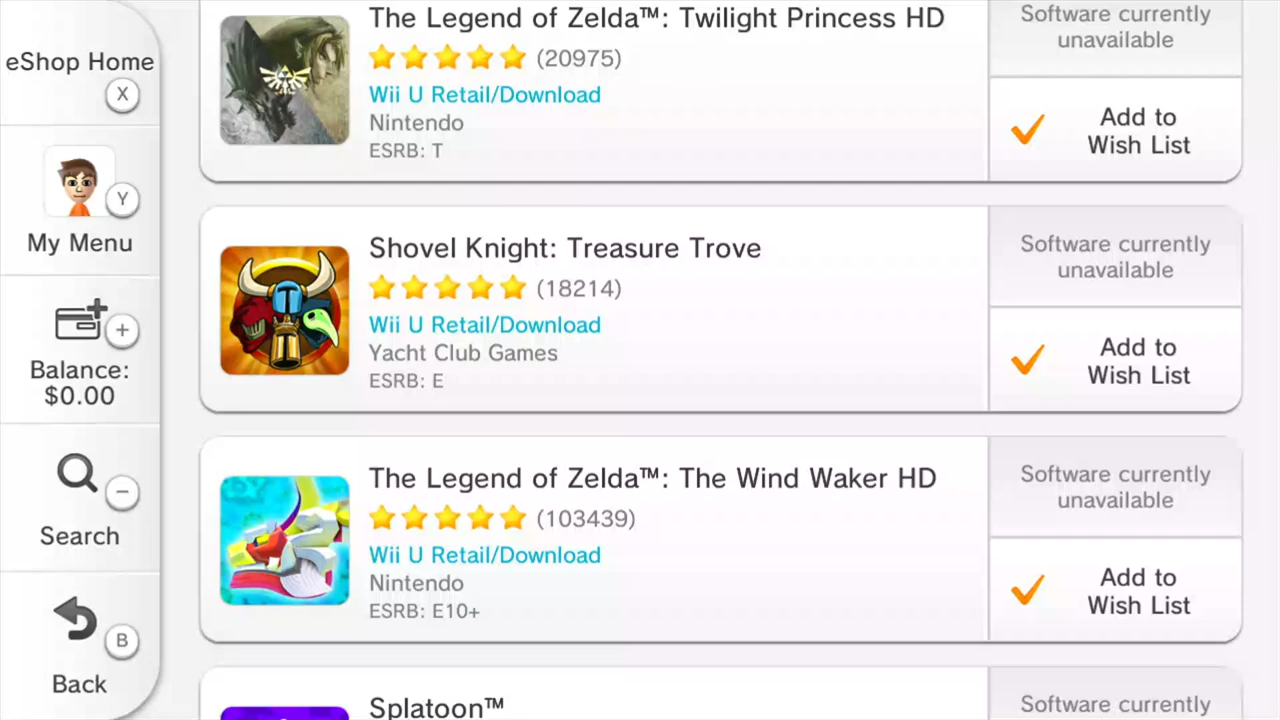 eShop Home
X
Y
My Menu
+
Balance:
$0.00
−
Search
B
Back
The Legend of Zelda™: Twilight Princess HD
(20975)
Wii U Retail/Download
Nintendo
ESRB: T
Software currently
unavailable
Add to
Wish List
Shovel Knight: Treasure Trove
(18214)
Wii U Retail/Download
Yacht Club Games
ESRB: E
Software currently
unavailable
Add to
Wish List
The Legend of Zelda™: The Wind Waker HD
(103439)
Wii U Retail/Download
Nintendo
ESRB: E10+
Software currently
unavailable
Add to
Wish List
Splatoon™
Software currently